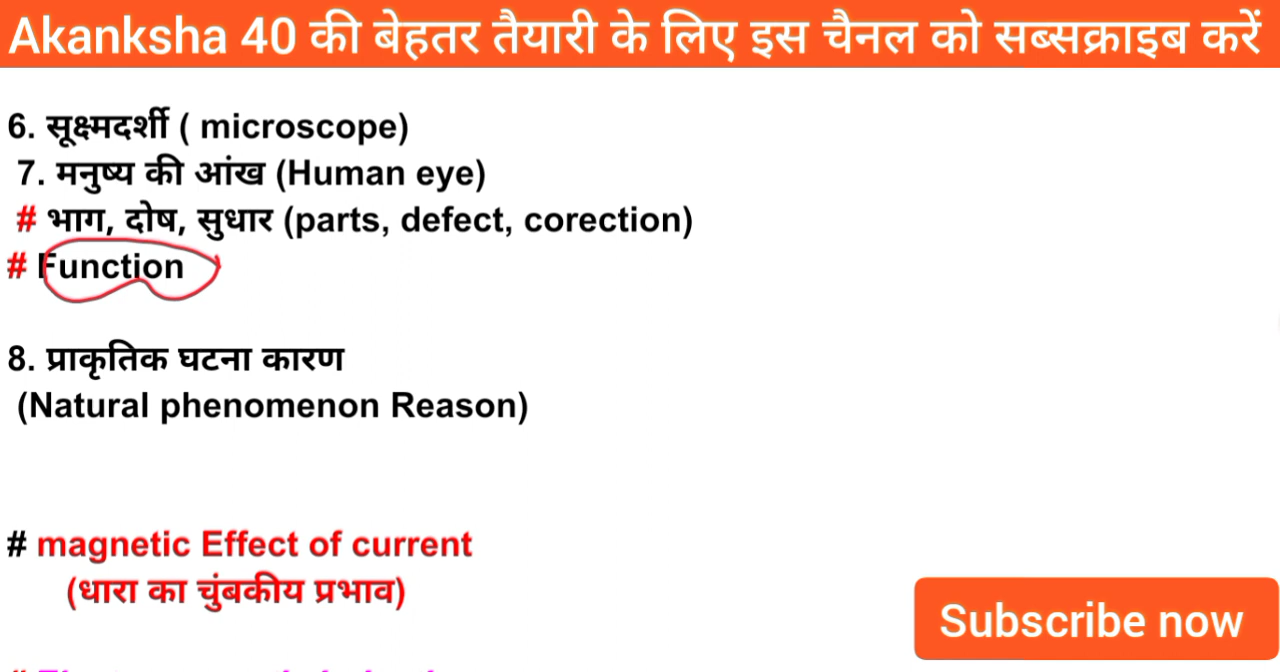 Akanksha 40 की बेहतर तैयारी के लिए इस चैनल को सब्सक्राइब करें
6. सूक्ष्मदर्शी ( microscope)
7. मनुष्य की आंख (Human eye)
# भाग, दोष, सुधार (parts, defect, corection)
# Function
8. प्राकृतिक घटना कारण
(Natural phenomenon Reason)
# magnetic Effect of current
(धारा का चुंबकीय प्रभाव)
Subscribe now